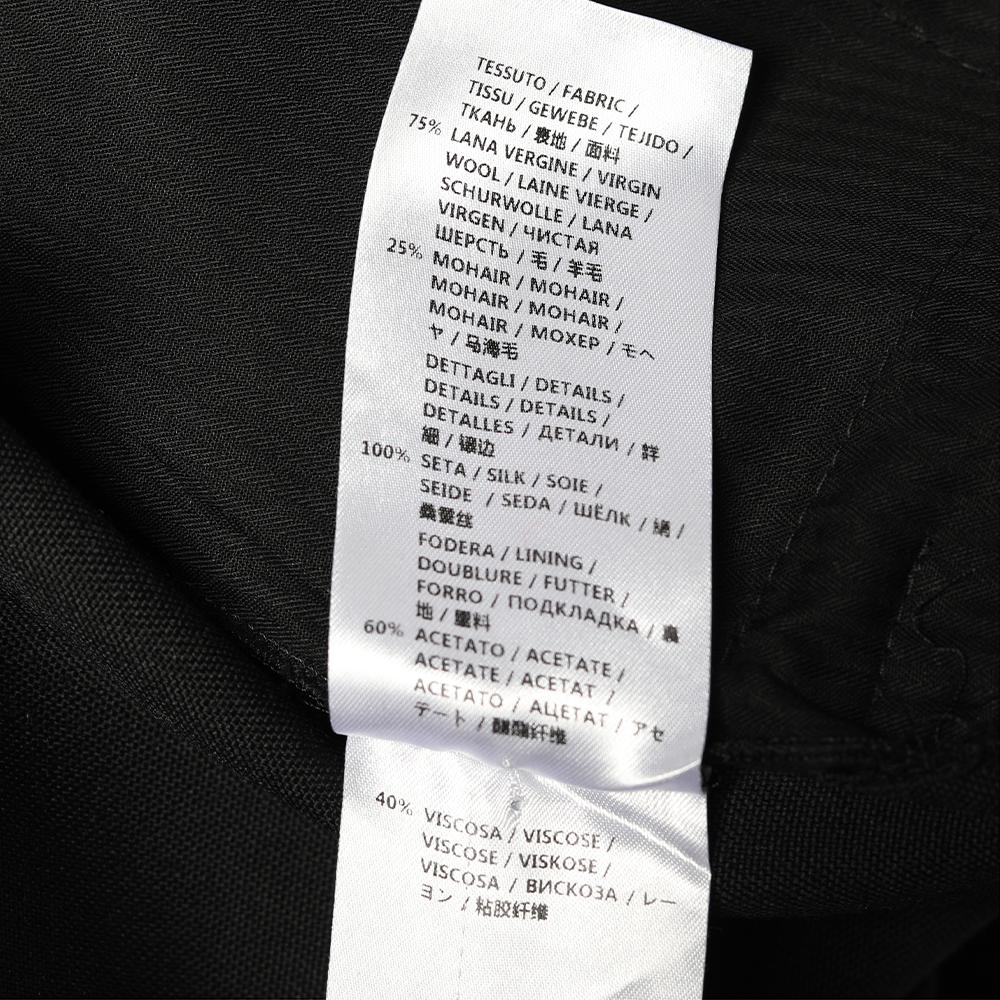 TESSUTO / FABRIC /
TISSU / GEWEBE / TEJIDO /
ТКАНЬ / 裏地 / 面料
75% LANA VERGINE / VIRGIN
WOOL / LAINE VIERGE /
SCHURWOLLE / LANA
VIRGEN / ЧИСТАЯ
ШЕРСТЬ / 毛 / 羊毛
25% MOHAIR / MOHAIR /
MOHAIR / MOHAIR /
MOHAIR / МОХЕР / モヘ
ヤ / 马海毛
DETTAGLI / DETAILS /
DETAILS / DETAILS /
DETALLES / ДЕТАЛИ / 詳
細 / 镶边
100% SETA / SILK / SOIE /
SEIDE / SEDA / ШЁЛК / 絹 /
桑蚕丝
FODERA / LINING /
DOUBLURE / FUTTER /
FORRO / ПОДКЛАДКА / 裏
地 / 里料
60% ACETATO / ACETATE /
ACETATE / ACETAT /
ACETATO / АЦЕТАТ / アセ
テート / 醋酯纤维
40% VISCOSA / VISCOSE /
VISCOSE / VISKOSE /
VISCOSA / ВИСКОЗА / レー
ヨン / 粘胶纤维